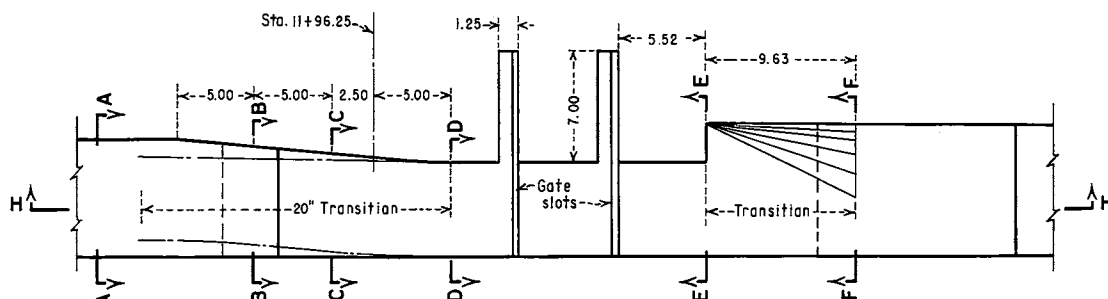 Sta. 11+96.25
1.25
5.52
9.63
E
F
A
5.00
B
5.00
C
2.50
5.00
D
7.00
H
20" Transition
Gate
slots
Transition
H
A
B
C
D
E
F